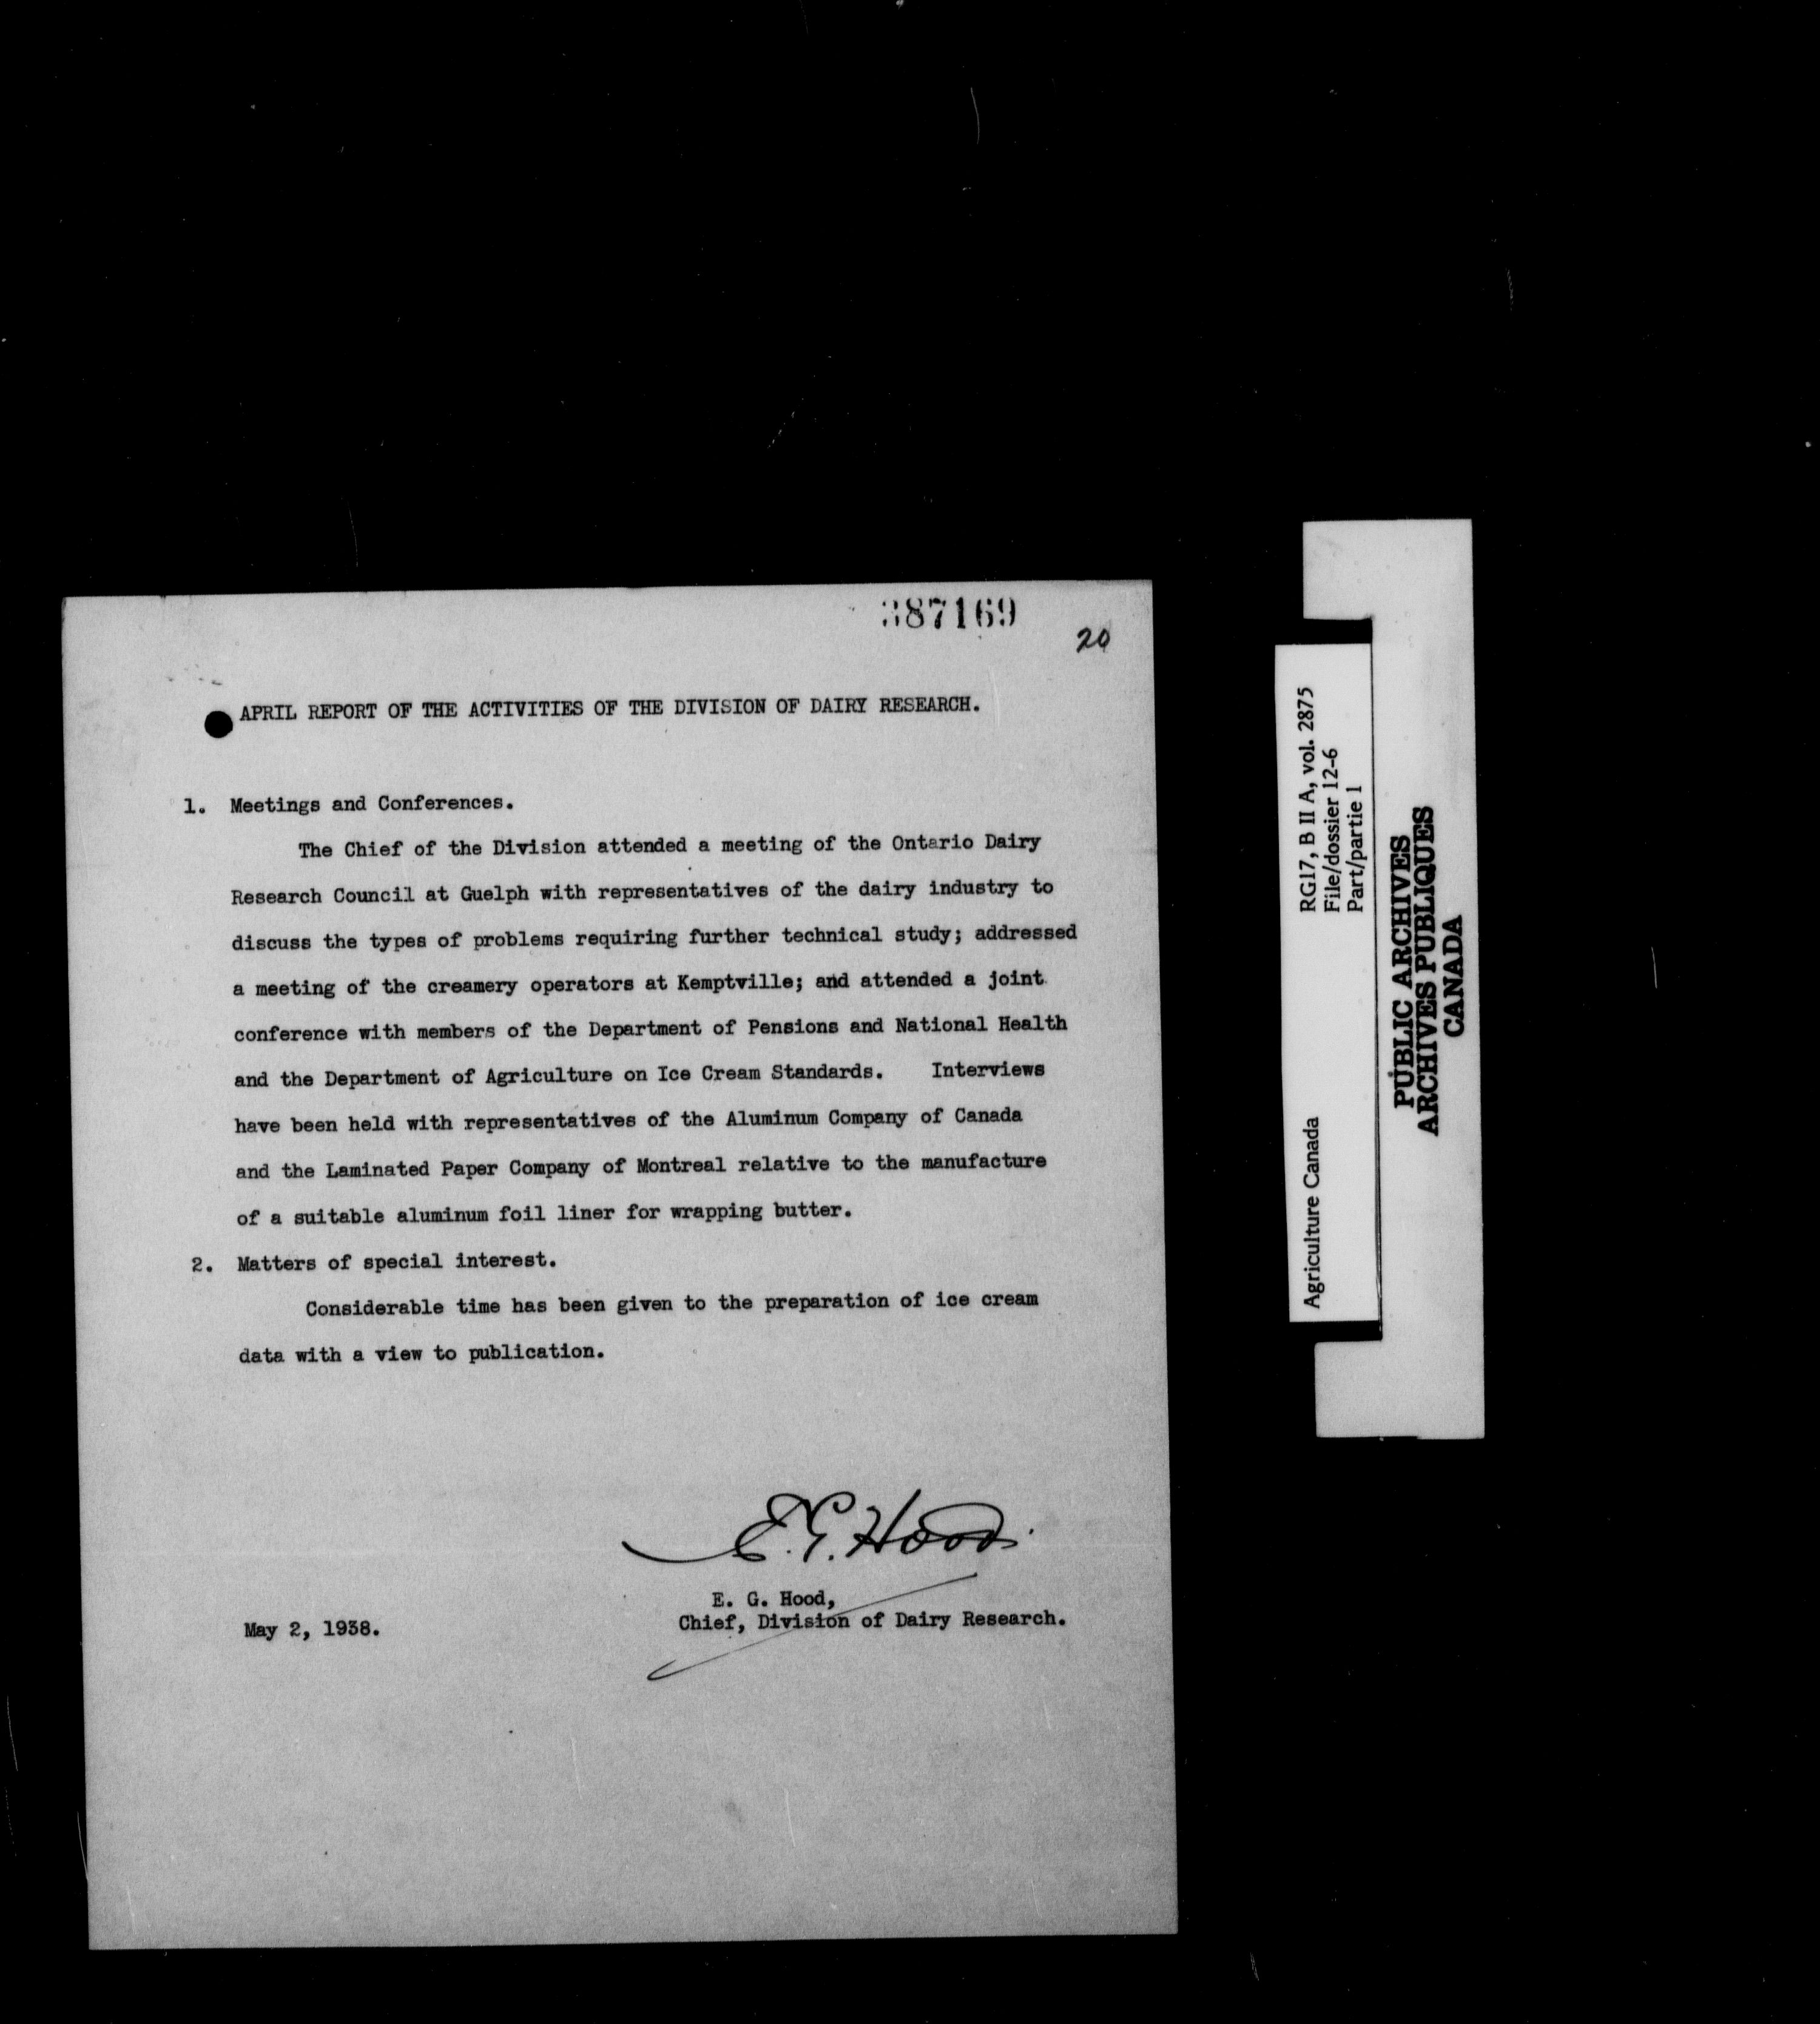 387169
20
APRIL REPORT OF THE ACTIVITIES OF THE DIVISION OF DAIRY RESEARCH.
1. Meetings and Conferences.
The Chief of the Division attended a meeting of the Ontario Dairy
Research Council at Guelph with representatives of the dairy industry to
discuss the types of problems requiring further technical study; addressed
a meeting of the creamery operators at Kemptville; and attended a joint
conference with members of the Department of Pensions and National Health
and the Department of Agriculture on Ice Cream Standards. Interviews
have been held with representatives of the Aluminum Company of Canada
and the Laminated Paper Company of Montreal relative to the manufacture
of a suitable aluminum foil liner for wrapping butter.
2. Matters of special interest.
Considerable time has been given to the preparation of ice cream
data with a view to publication.
E. G. Hood
E. G. Hood,
Chief, Division of Dairy Research.
May 2, 1938.
Agriculture Canada
RG17, B II A, vol. 2875
File/dossier 12-6
Part/partie 1
PUBLIC ARCHIVES
ARCHIVES PUBLIQUES
CANADA